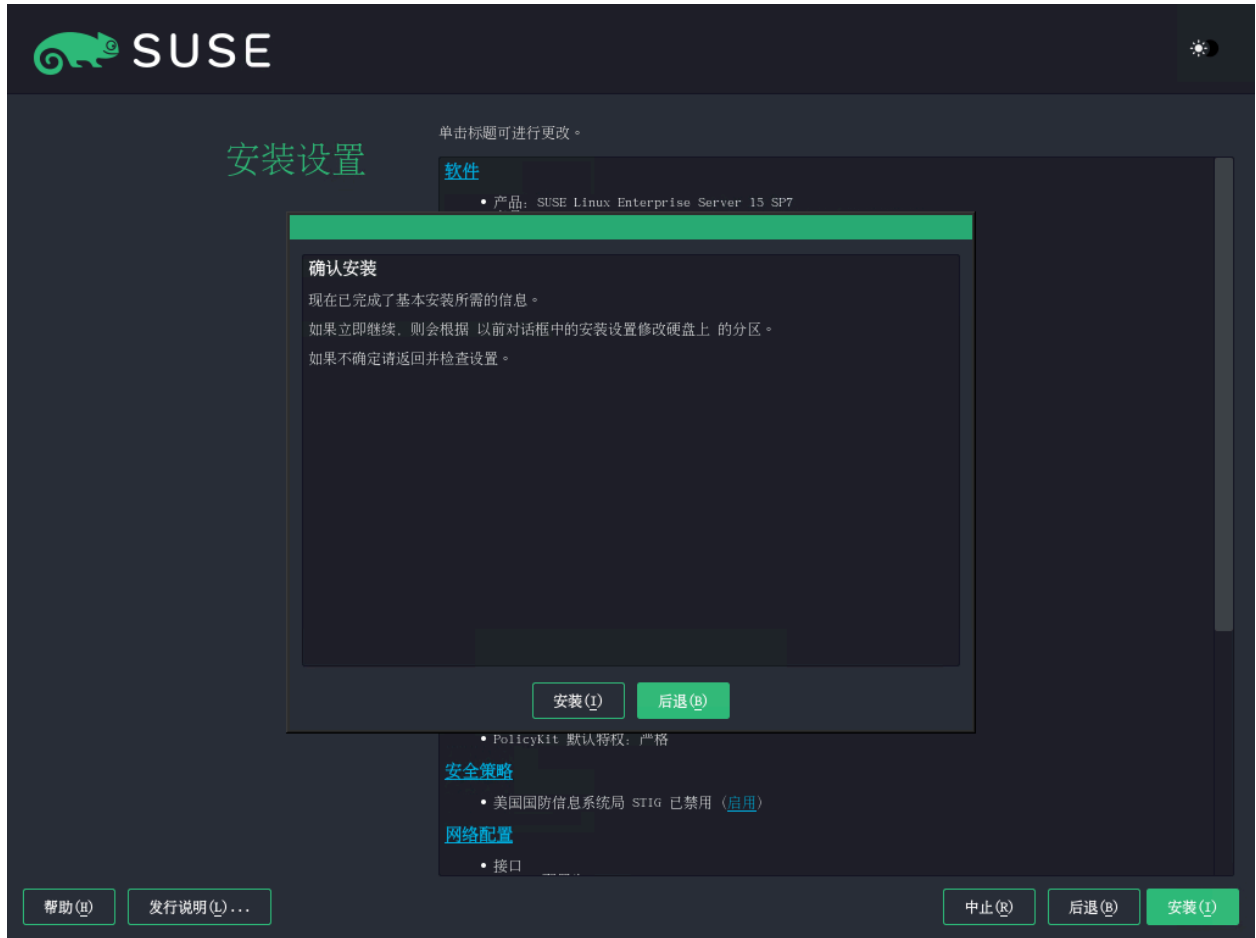 SUSE
安装设置
单击标题可进行更改。
软件
• 产品: SUSE Linux Enterprise Server 15 SP7
确认安装
现在已完成了基本安装所需的信息。
如果立即继续, 则会根据 以前对话框中的安装设置修改硬盘上 的分区。
如果不确定请返回并检查设置。
安装(I) 后退(B)
• PolicyKit 默认特权: 严格
安全策略
• 美国国防信息系统局 STIG 已禁用 (启用)
网络配置
• 接口
帮助(H) 发行说明(L)... 中止(R) 后退(B) 安装(I)